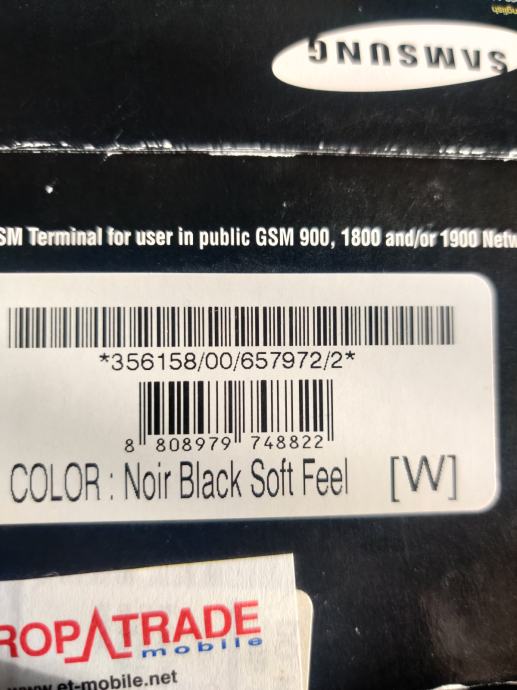 English
SAMSUNG
SM Terminal for user in public GSM 900, 1800 and/or 1900 Netw
*356158/00/657972/2*
8 808979 748822
COLOR : Noir Black Soft Feel [W]
ROPATRADE
mobile
www.et-mobile.net